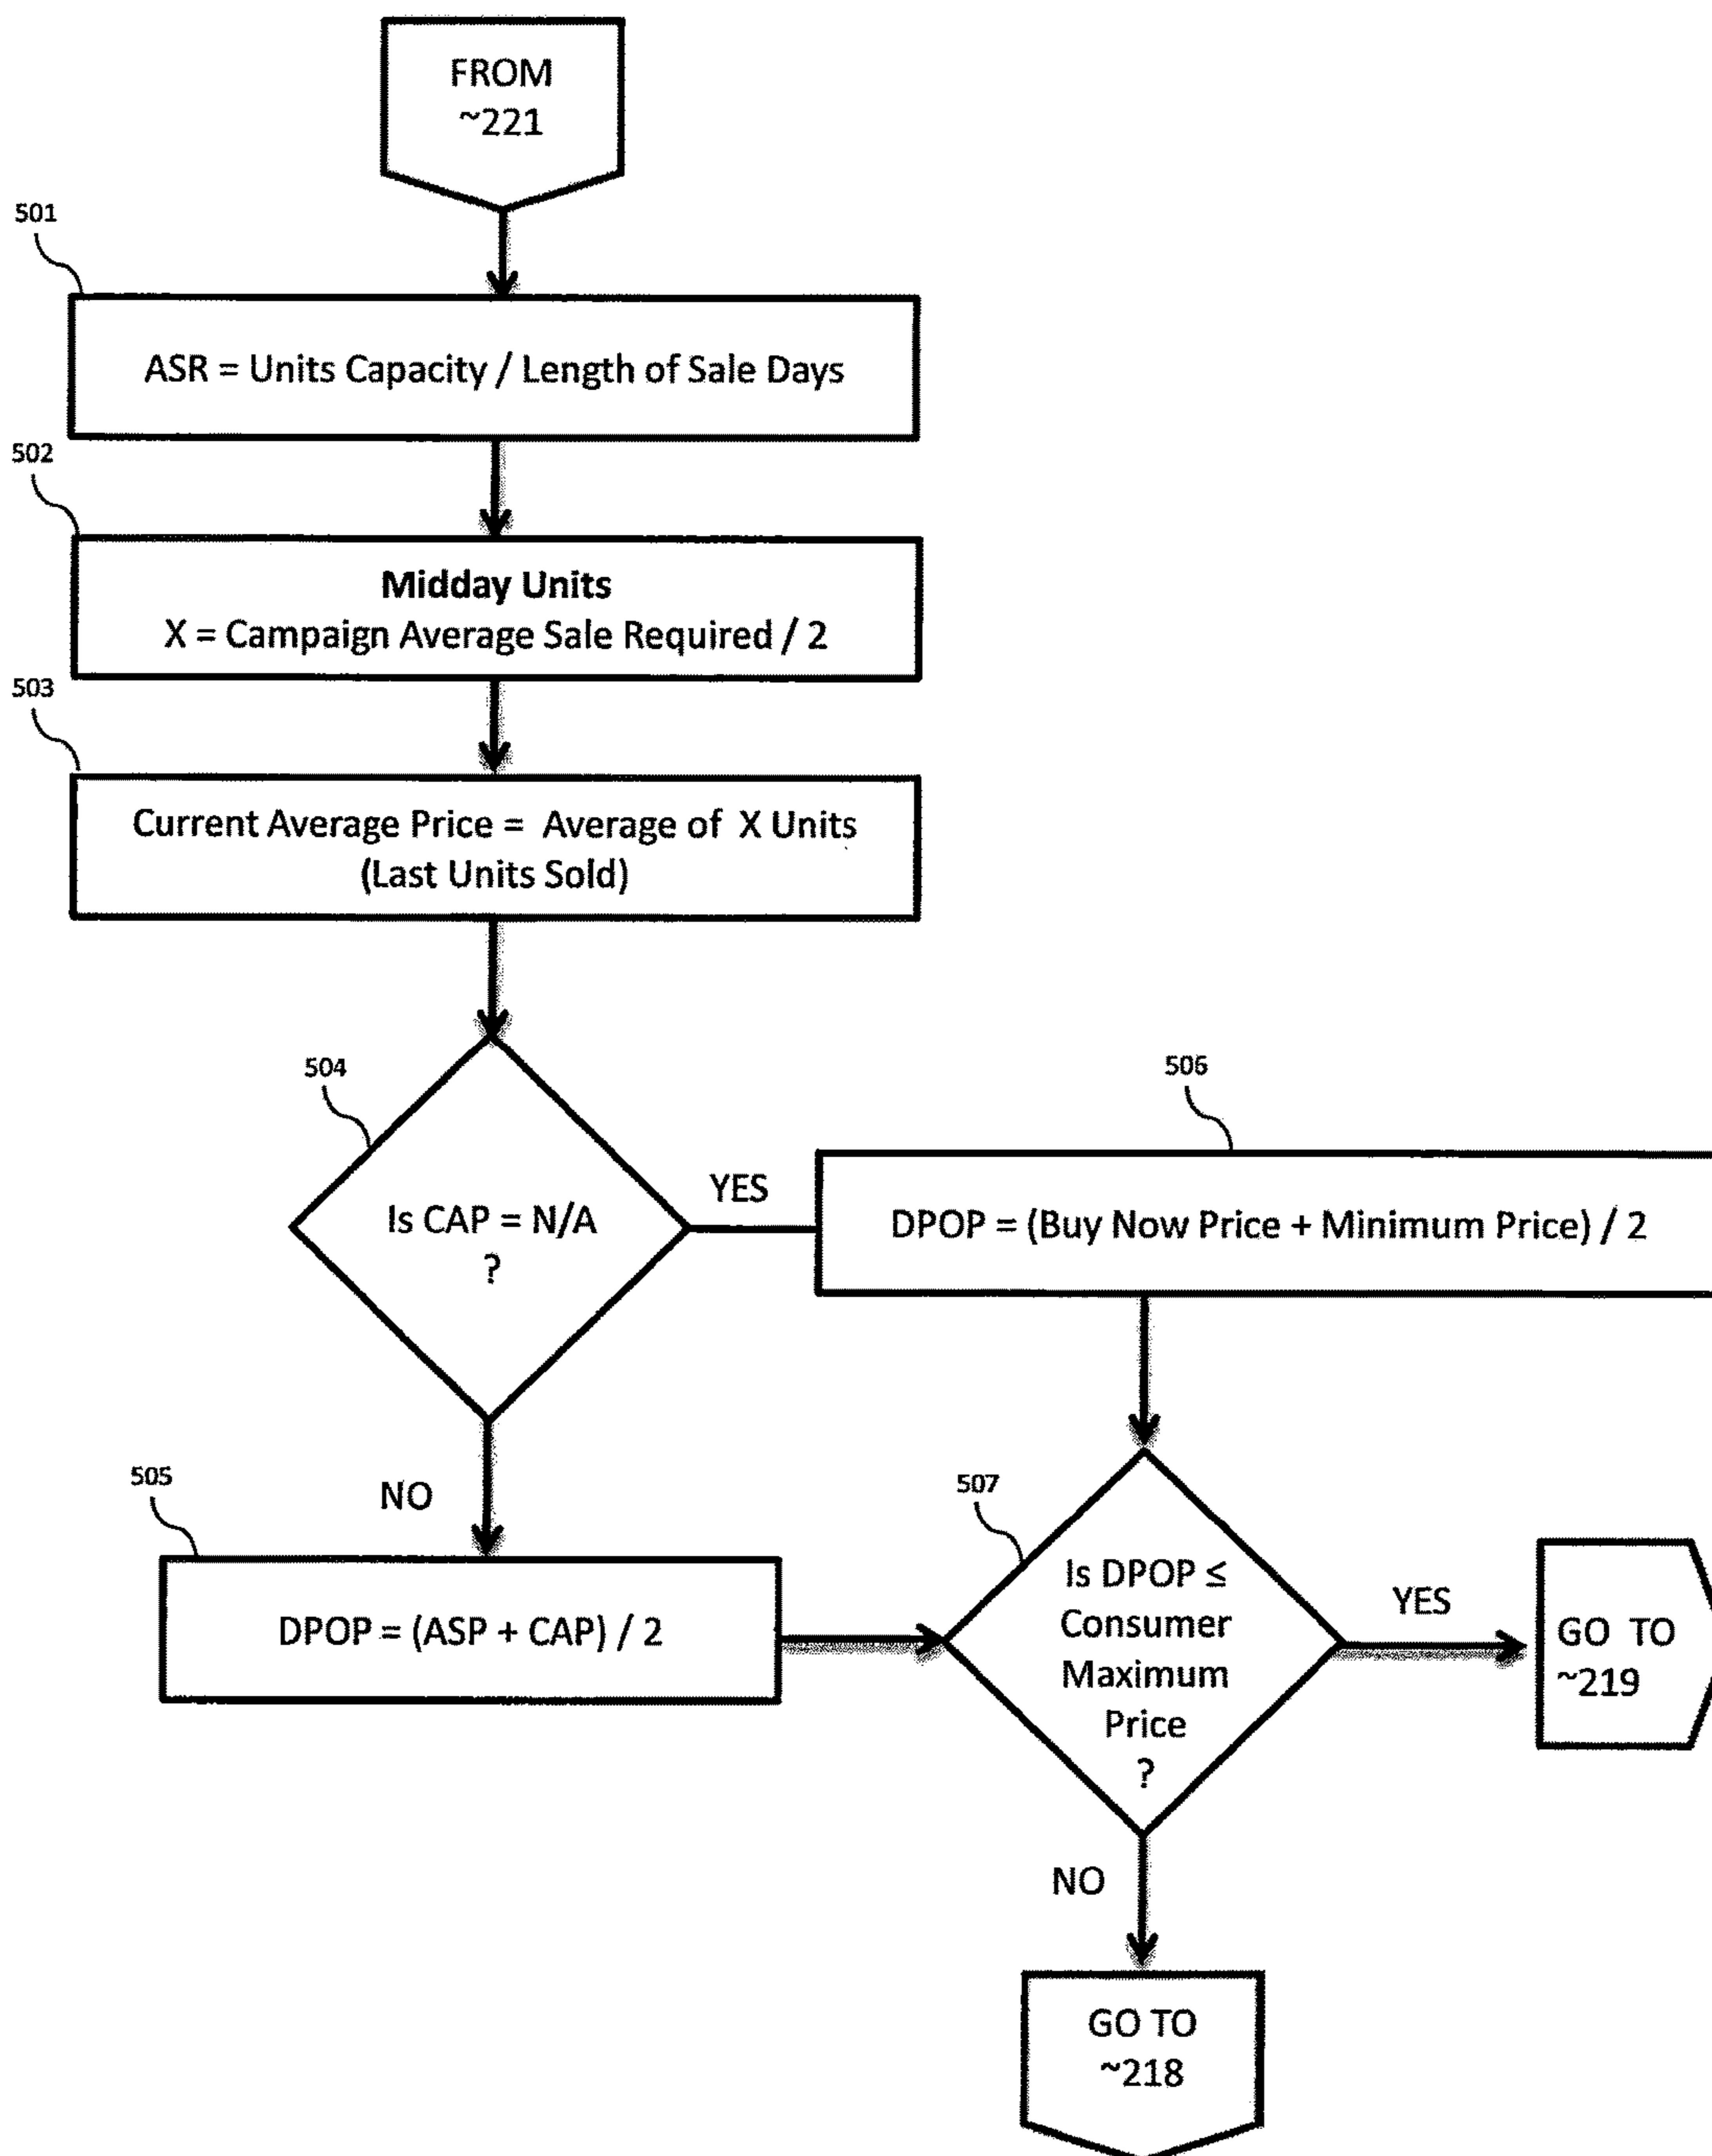 FROM
~221
501
ASR = Units Capacity / Length of Sale Days
502
Midday Units
X = Campaign Average Sale Required / 2
503
Current Average Price = Average of X Units
(Last Units Sold)
504
Is CAP = N/A
?
YES
506
DPOP = (Buy Now Price + Minimum Price) / 2
NO
505
DPOP = (ASP + CAP) / 2
507
Is DPOP ≤
Consumer
Maximum
Price
?
YES
GO TO
~219
NO
GO TO
~218